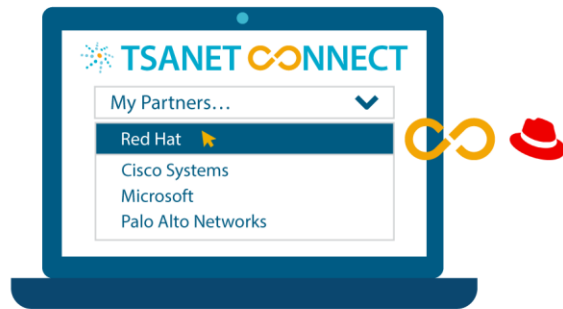 TSANET CONNECT
My Partners...
Red Hat
Cisco Systems
Microsoft
Palo Alto Networks